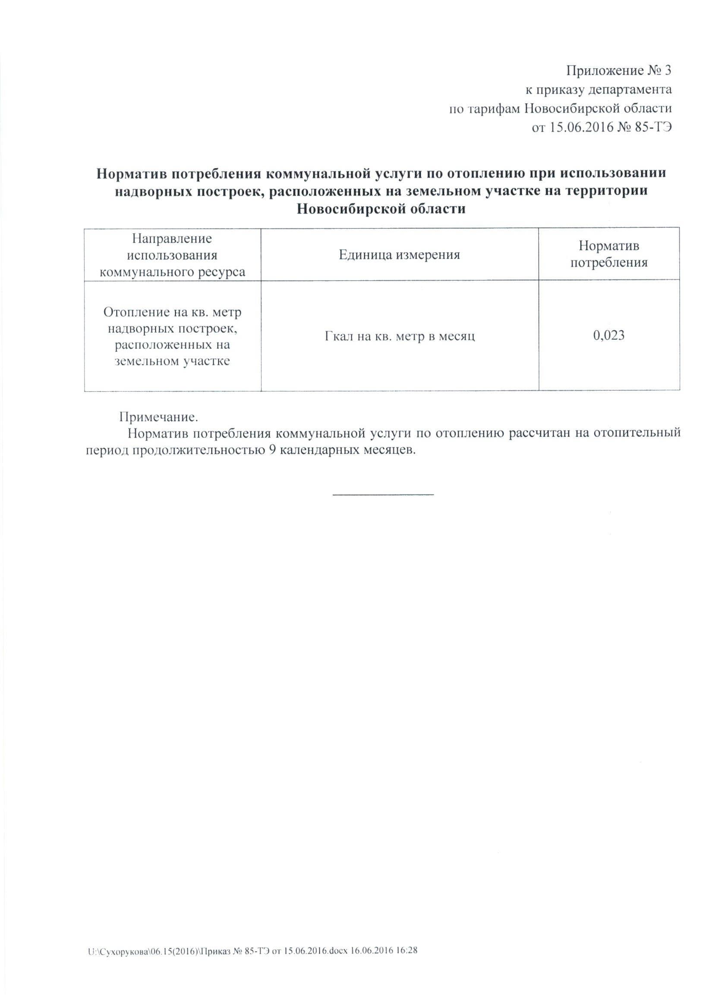 Приложение № 3
к приказу департамента
по тарифам Новосибирской области
от 15.06.2016 № 85-ТЭ
Норматив потребления коммунальной услуги по отоплению при использовании
надворных построек, расположенных на земельном участке на территории
Новосибирской области
Направление
использования
коммунального ресурса
Единица измерения
Норматив
потребления
Отопление на кв. метр
надворных построек,
расположенных на
земельном участке
Гкал на кв. метр в месяц
0,023
Примечание.
Норматив потребления коммунальной услуги по отоплению рассчитан на отопительный
период продолжительностью 9 календарных месяцев.
U:\Сухорукова\06.15(2016)\Приказ № 85-ТЭ от 15.06.2016.docx 16.06.2016 16:28